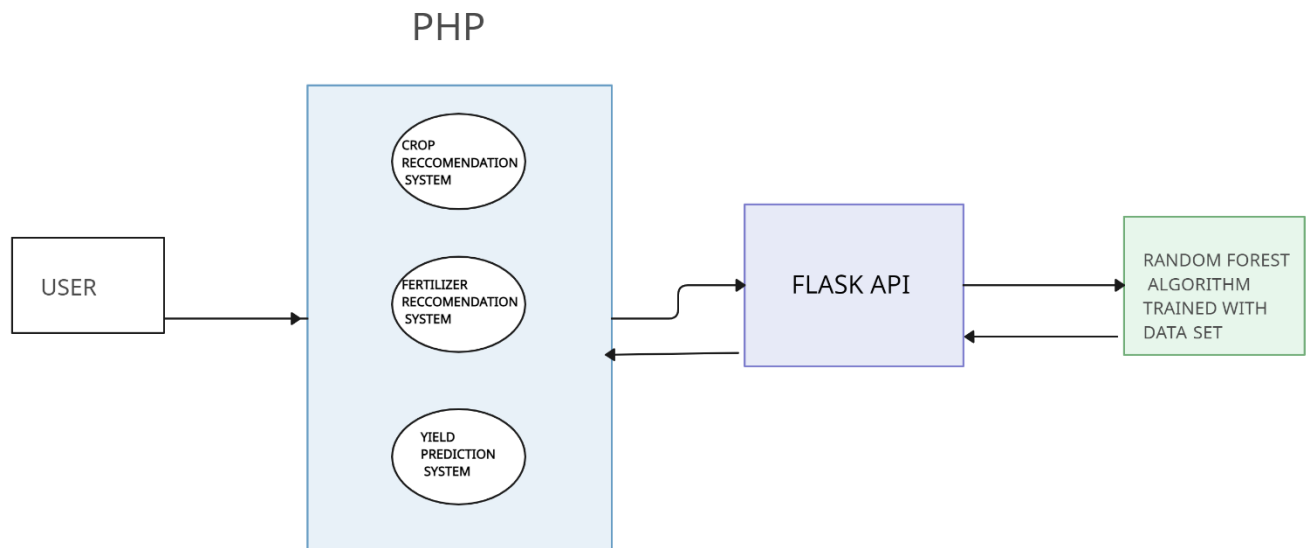 PHP
USER
CROP
RECCOMENDATION
SYSTEM
FERTILIZER
RECCOMENDATION
SYSTEM
YIELD
PREDICTION
SYSTEM
FLASK API
RANDOM FOREST
ALGORITHM
TRAINED WITH
DATA SET